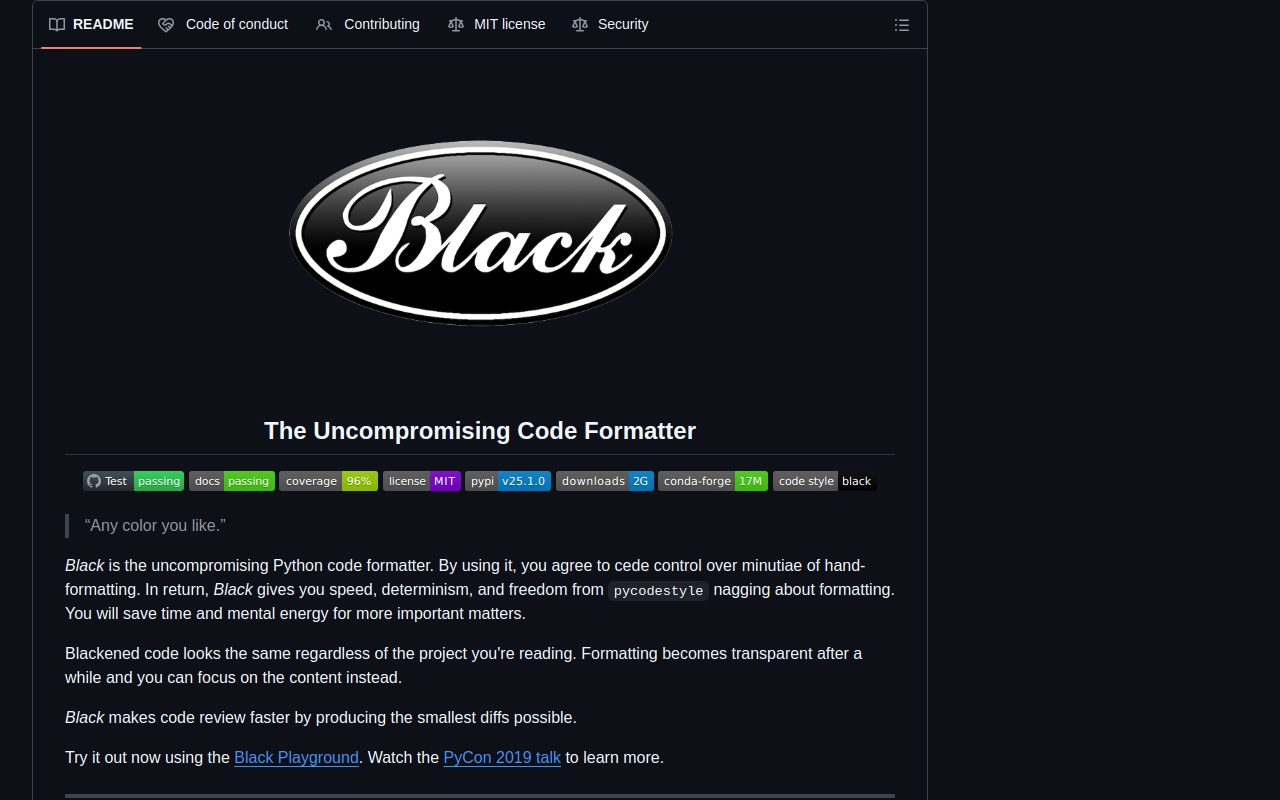 README Code of conduct Contributing MIT license Security
Black
The Uncompromising Code Formatter
Test passing docs passing coverage 96% license MIT pypi v25.1.0 downloads 2G conda-forge 17M code style black
“Any color you like.”
Black is the uncompromising Python code formatter. By using it, you agree to cede control over minutiae of hand-
formatting. In return, Black gives you speed, determinism, and freedom from pycodestyle nagging about formatting.
You will save time and mental energy for more important matters.
Blackened code looks the same regardless of the project you're reading. Formatting becomes transparent after a
while and you can focus on the content instead.
Black makes code review faster by producing the smallest diffs possible.
Try it out now using the Black Playground. Watch the PyCon 2019 talk to learn more.